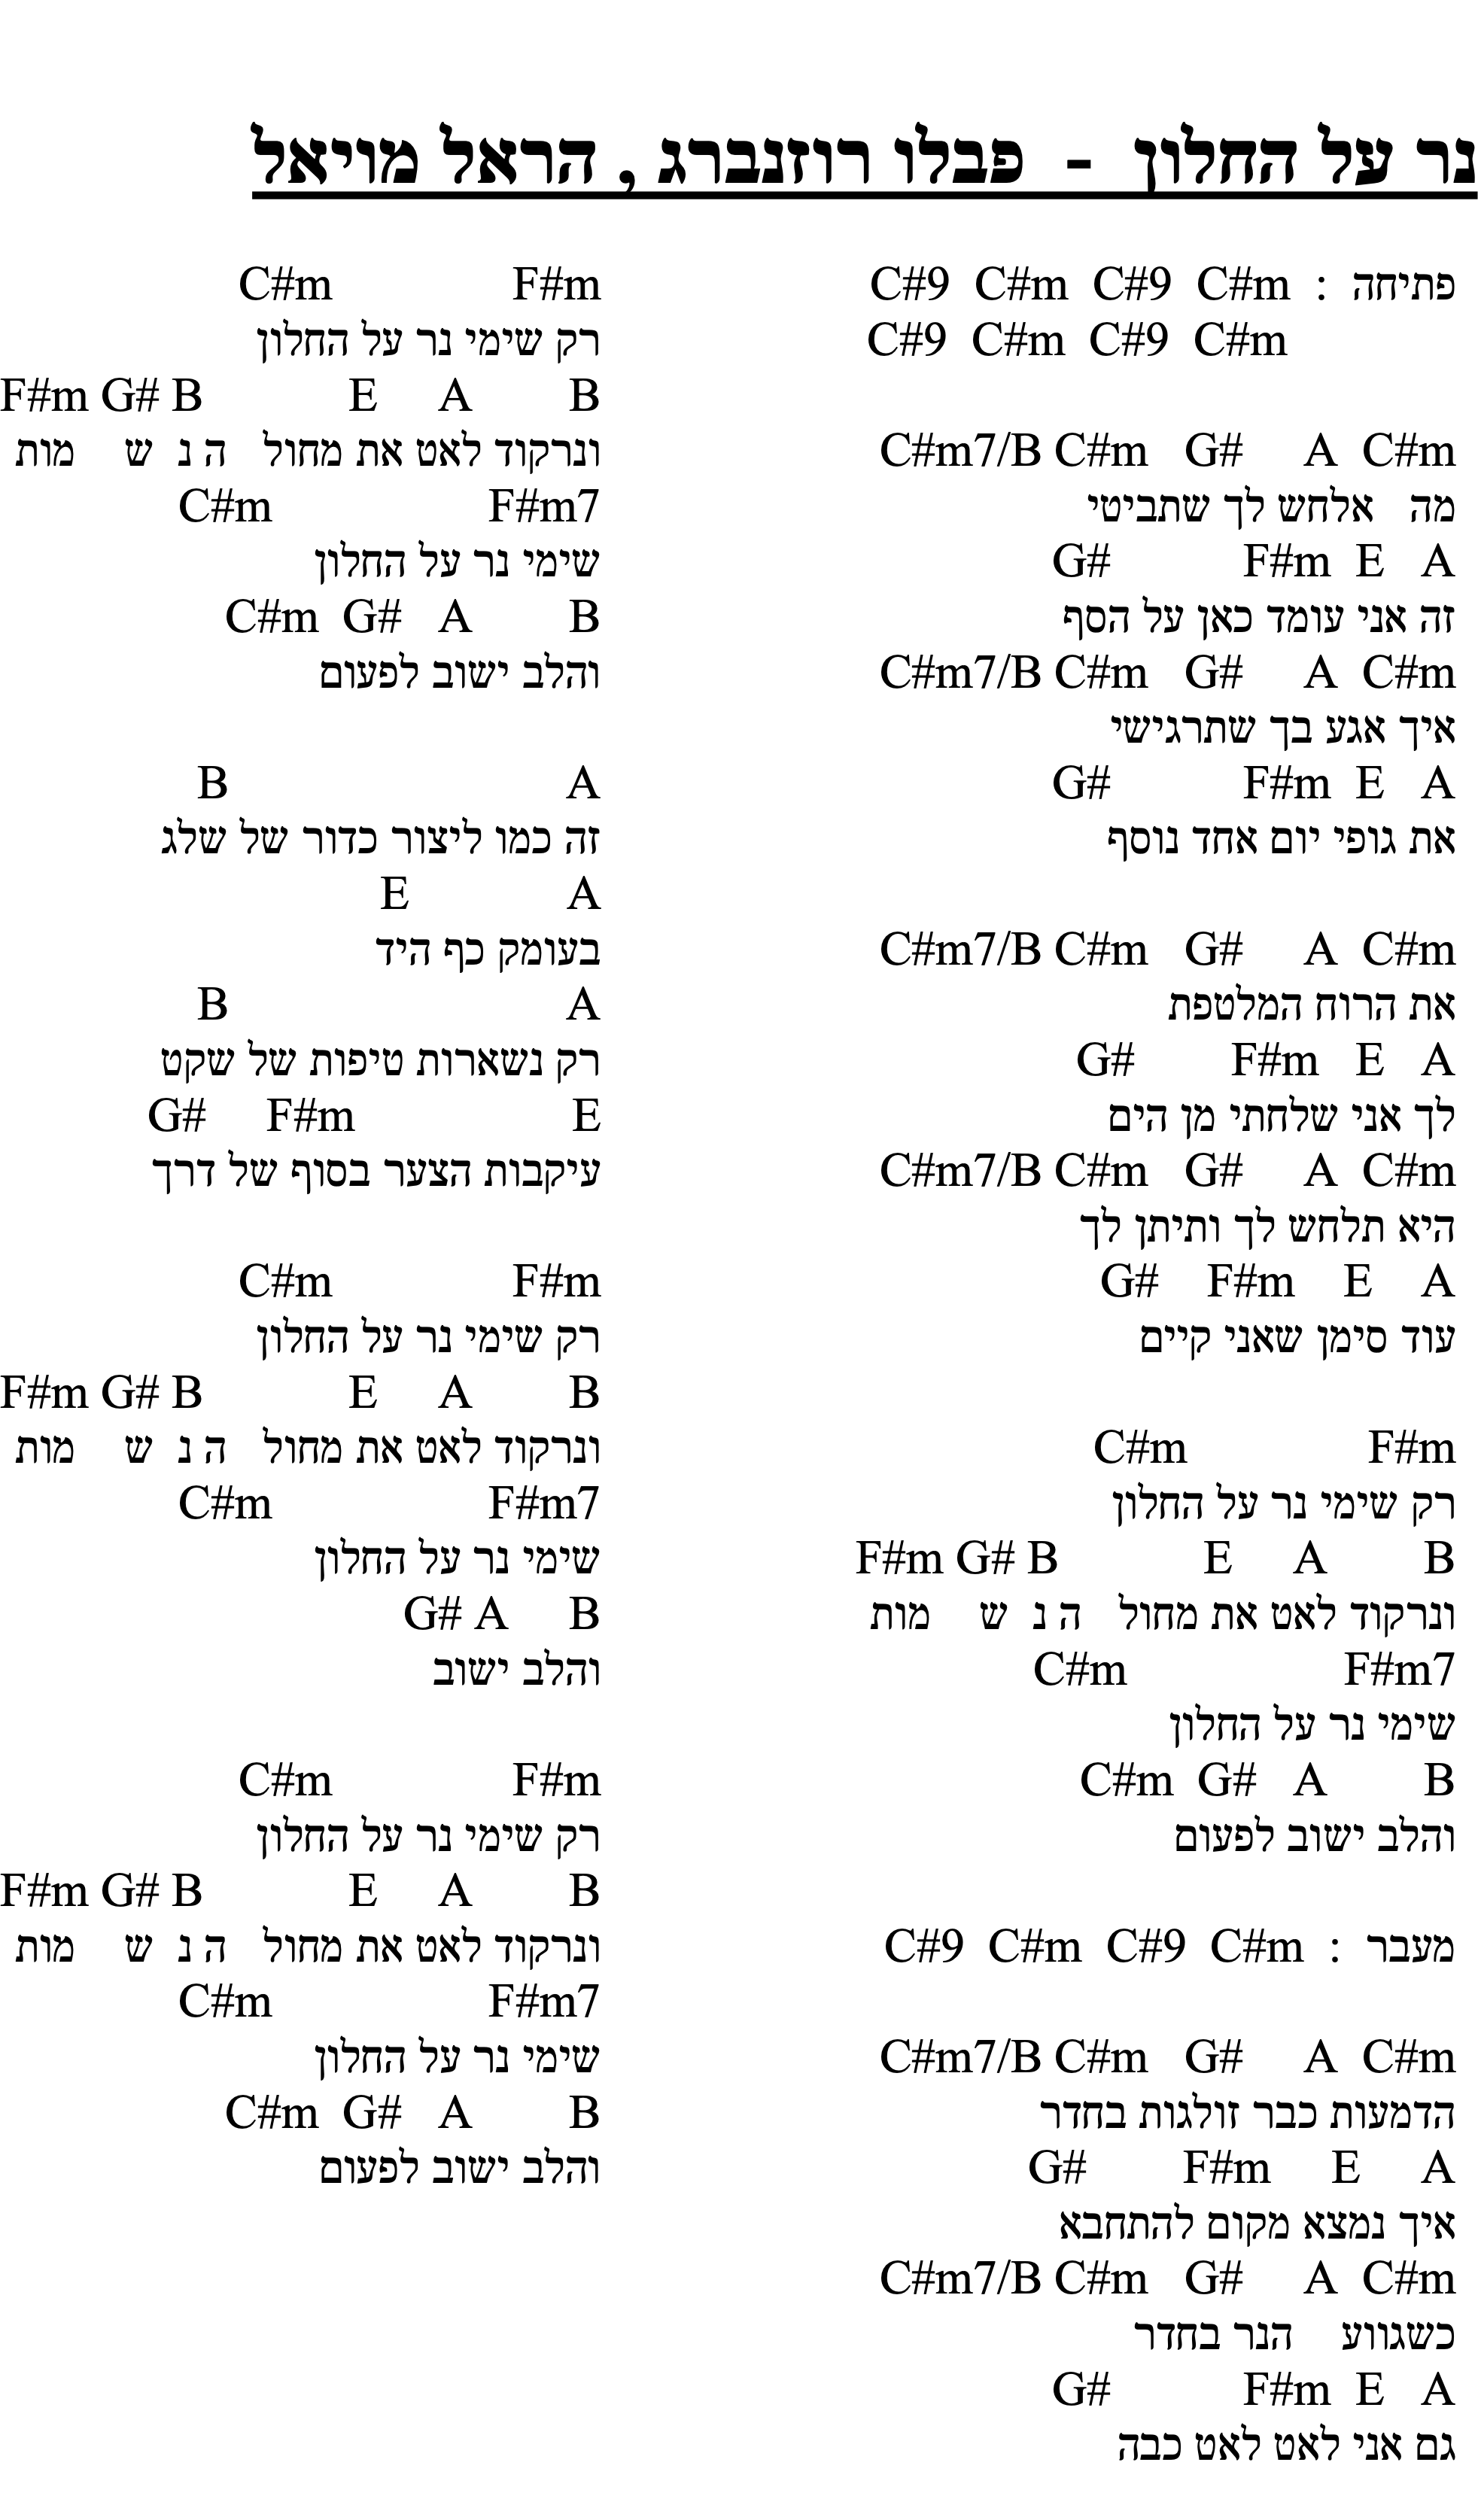 נר על החלון - פבלו רוזנברג , הראל מויאל
פתיחה : C#9 C#m C#9 C#m
C#9 C#m C#9 C#m
C#m7/B C#m G# A C#m
מה אלחש לך שתביטי
G# F#m E A
זה אני עומד כאן על הסף
C#m7/B C#m G# A C#m
איך אגע בך שתרגישי
G# F#m E A
את גופי יום אחד נוסף
C#m7/B C#m G# A C#m
את הרוח המלטפת
G# F#m E A
לך אני שלחתי מן הים
C#m7/B C#m G# A C#m
היא תלחש לך ותיתן לך
G# F#m E A
עוד סימן שאני קיים
C#m F#m
רק שימי נר על החלון
F#m G# B E A B
ונרקוד לאט את מחול ה נ ש מות
C#m F#m7
שימי נר על החלון
C#m G# A B
והלב ישוב לפעום
מעבר : C#9 C#m C#9 C#m
C#m7/B C#m G# A C#m
הדמעות כבר זולגות בחדר
G# F#m E A
איך נמצא מקום להתחבא
C#m7/B C#m G# A C#m
כשגווע הנר בחדר
G# F#m E A
גם אני לאט לאט כבה
C#m F#m
רק שימי נר על החלון
F#m G# B E A B
ונרקוד לאט את מחול ה נ ש מות
C#m F#m7
שימי נר על החלון
C#m G# A B
והלב ישוב לפעום
B A
זה כמו ליצור כדור של שלג
E A
בעומק כף היד
B A
רק נשארות טיפות של שקט
G# F#m E
עיקבות הצער בסוף של דרך
C#m F#m
רק שימי נר על החלון
F#m G# B E A B
ונרקוד לאט את מחול ה נ ש מות
C#m F#m7
שימי נר על החלון
G# A B
והלב ישוב
C#m F#m
רק שימי נר על החלון
F#m G# B E A B
ונרקוד לאט את מחול ה נ ש מות
C#m F#m7
שימי נר על החלון
C#m G# A B
והלב ישוב לפעום